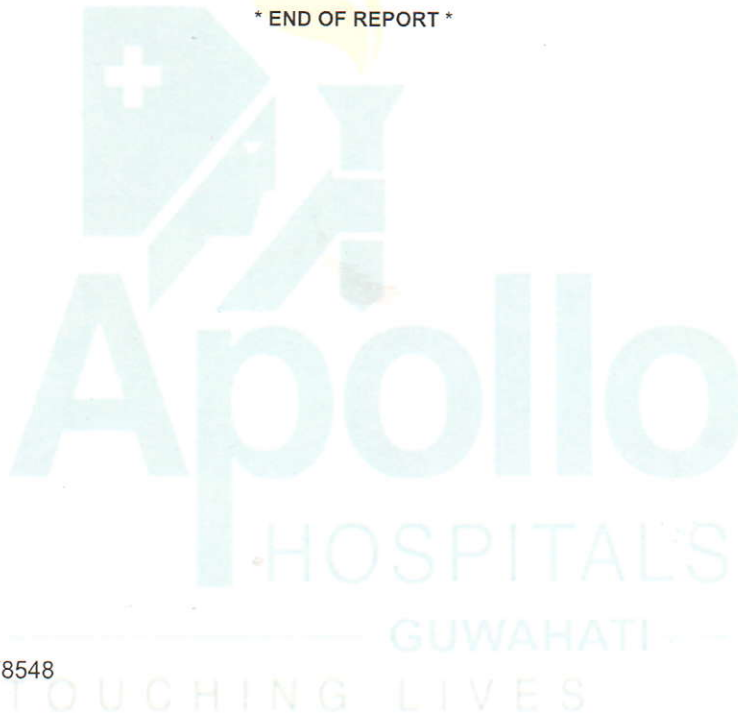 * END OF REPORT *
Apollo
HOSPITALS
GUWAHATI
8548
TOUCHING LIVES